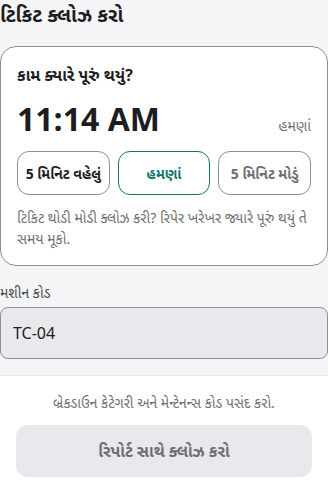 ટિકિટ ક્લોઝ કરો
કામ ક્યારે પૂરું થયું?
11:14 AM
હમણાં
5 મિનિટ વહેલું
હમણાં
5 મિનિટ મોડું
ટિકિટ થોડી મોડી ક્લોઝ કરી? રિપેર ખરેખર જ્યારે પૂરું થયું તે
સમય મૂકો.
મશીન કોડ
TC-04
બ્રેકડાઉન કેટેગરી અને મેન્ટેનન્સ કોડ પસંદ કરો.
રિપોર્ટ સાથે ક્લોઝ કરો